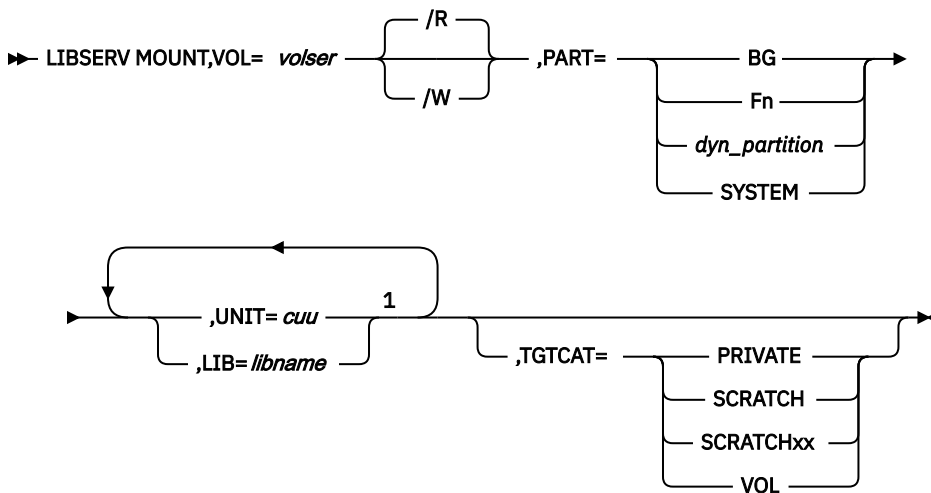 /R
LIBSERV MOUNT,VOL= volser ,PART= BG
/W
Fn
dyn_partition
SYSTEM
,UNIT= cuu 1
,LIB= libname
,TGTCAT= PRIVATE
SCRATCH
SCRATCHxx
VOL